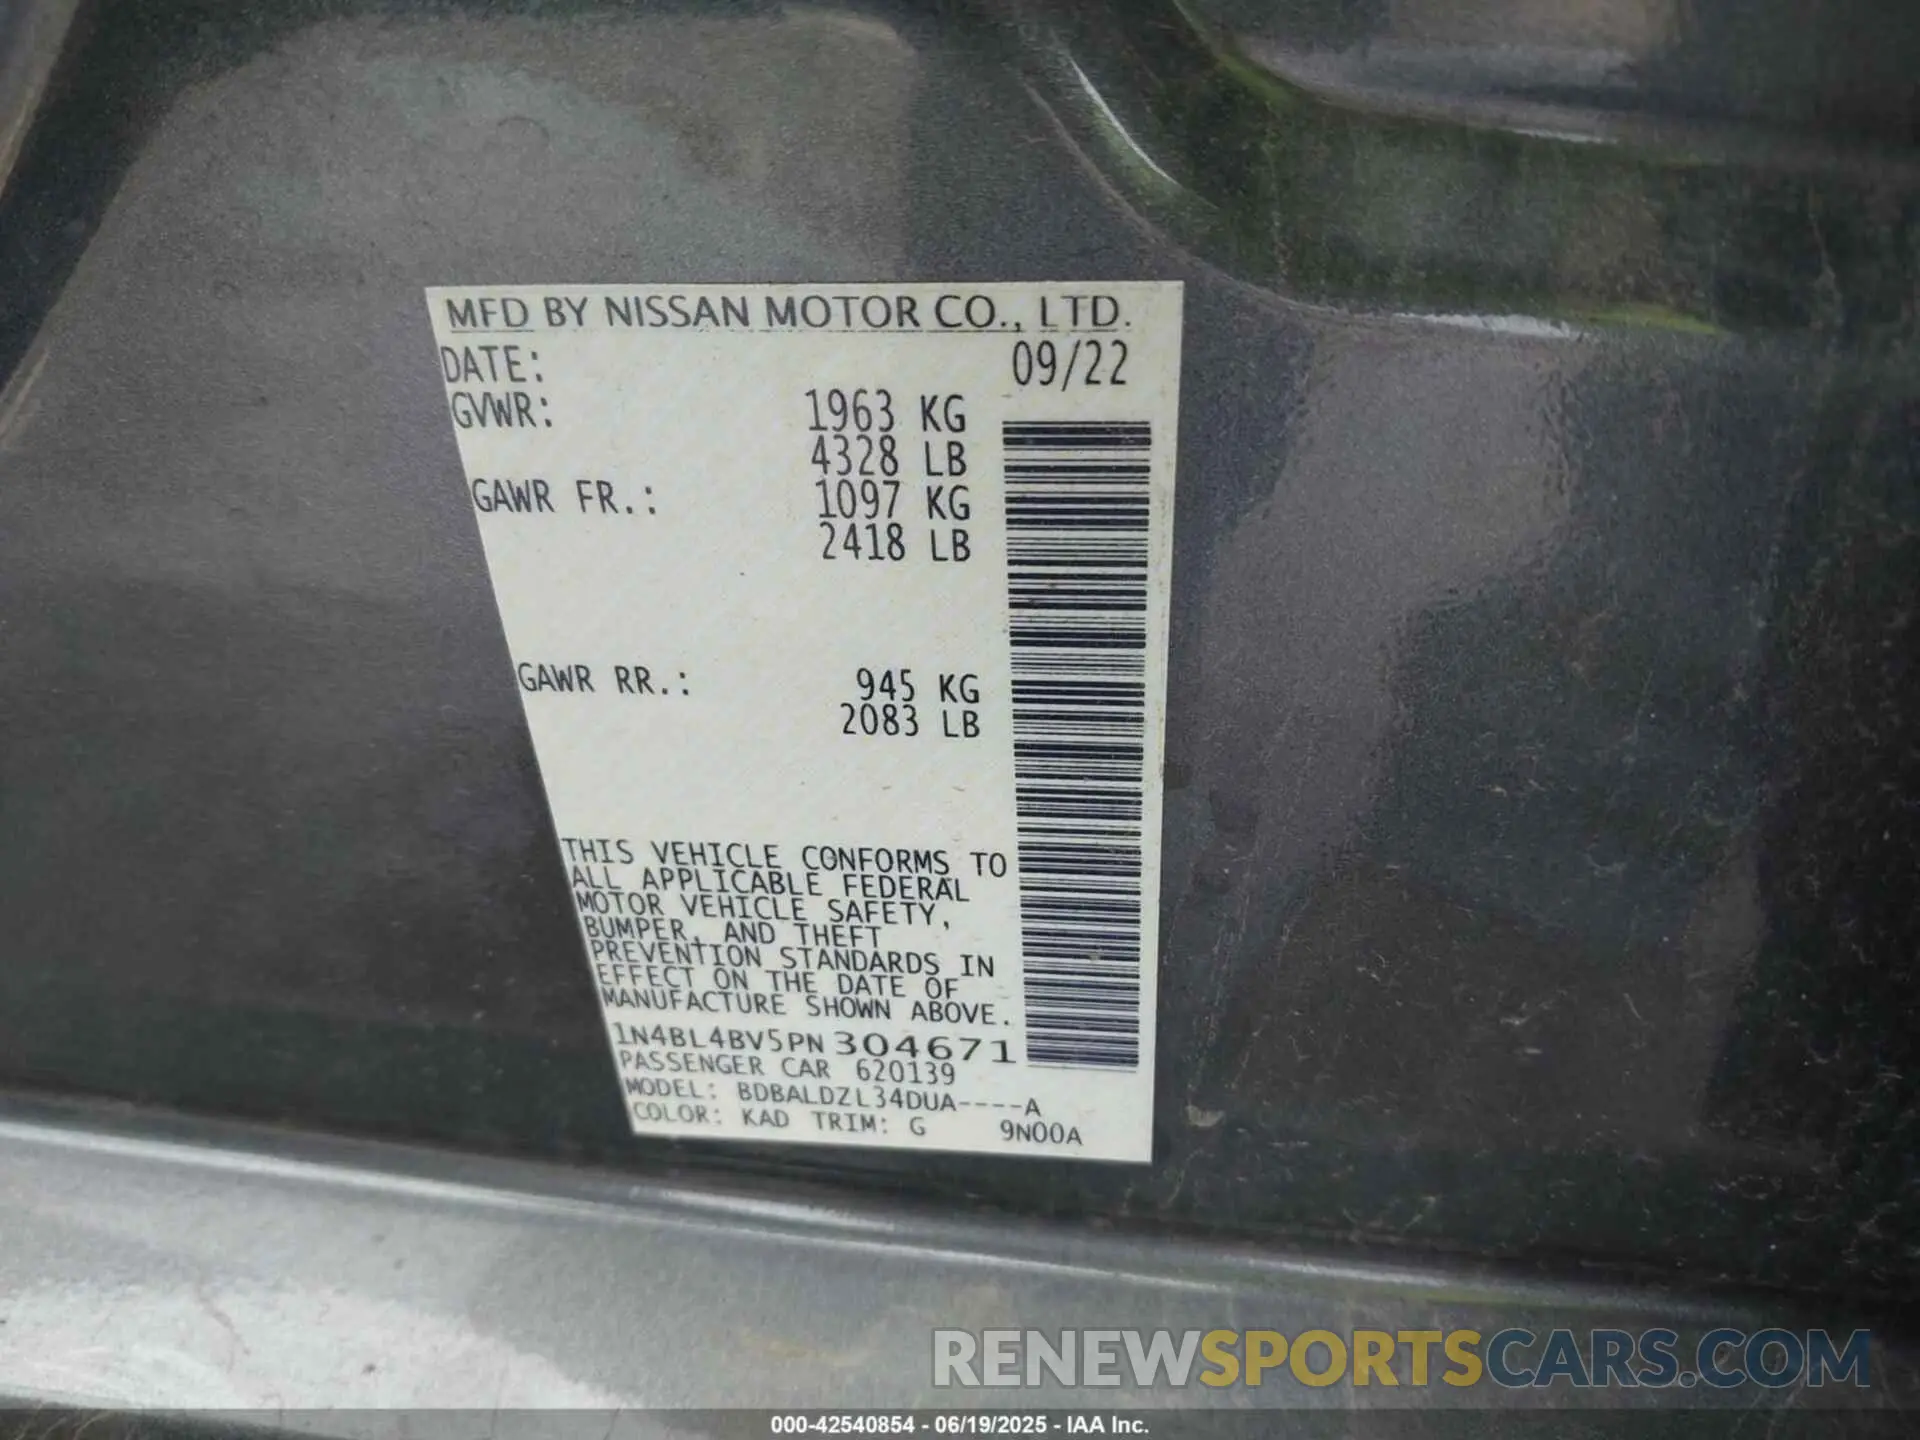 MFD BY NISSAN MOTOR CO., LTD.
DATE: 09/22
GVWR: 1963 KG
4328 LB
GAWR FR.: 1097 KG
2418 LB
GAWR RR.: 945 KG
2083 LB
THIS VEHICLE CONFORMS TO
ALL APPLICABLE FEDERAL
MOTOR VEHICLE SAFETY,
BUMPER, AND THEFT
PREVENTION STANDARDS IN
EFFECT ON THE DATE OF
MANUFACTURE SHOWN ABOVE.
1N4BL4BV5PN304671
PASSENGER CAR 620139
MODEL: BDBALDZL34DUA----A
COLOR: KAD TRIM: G 9N00A
RENEWSPORTSCARS.COM
000-42540854 - 06/19/2025 - IAA Inc.